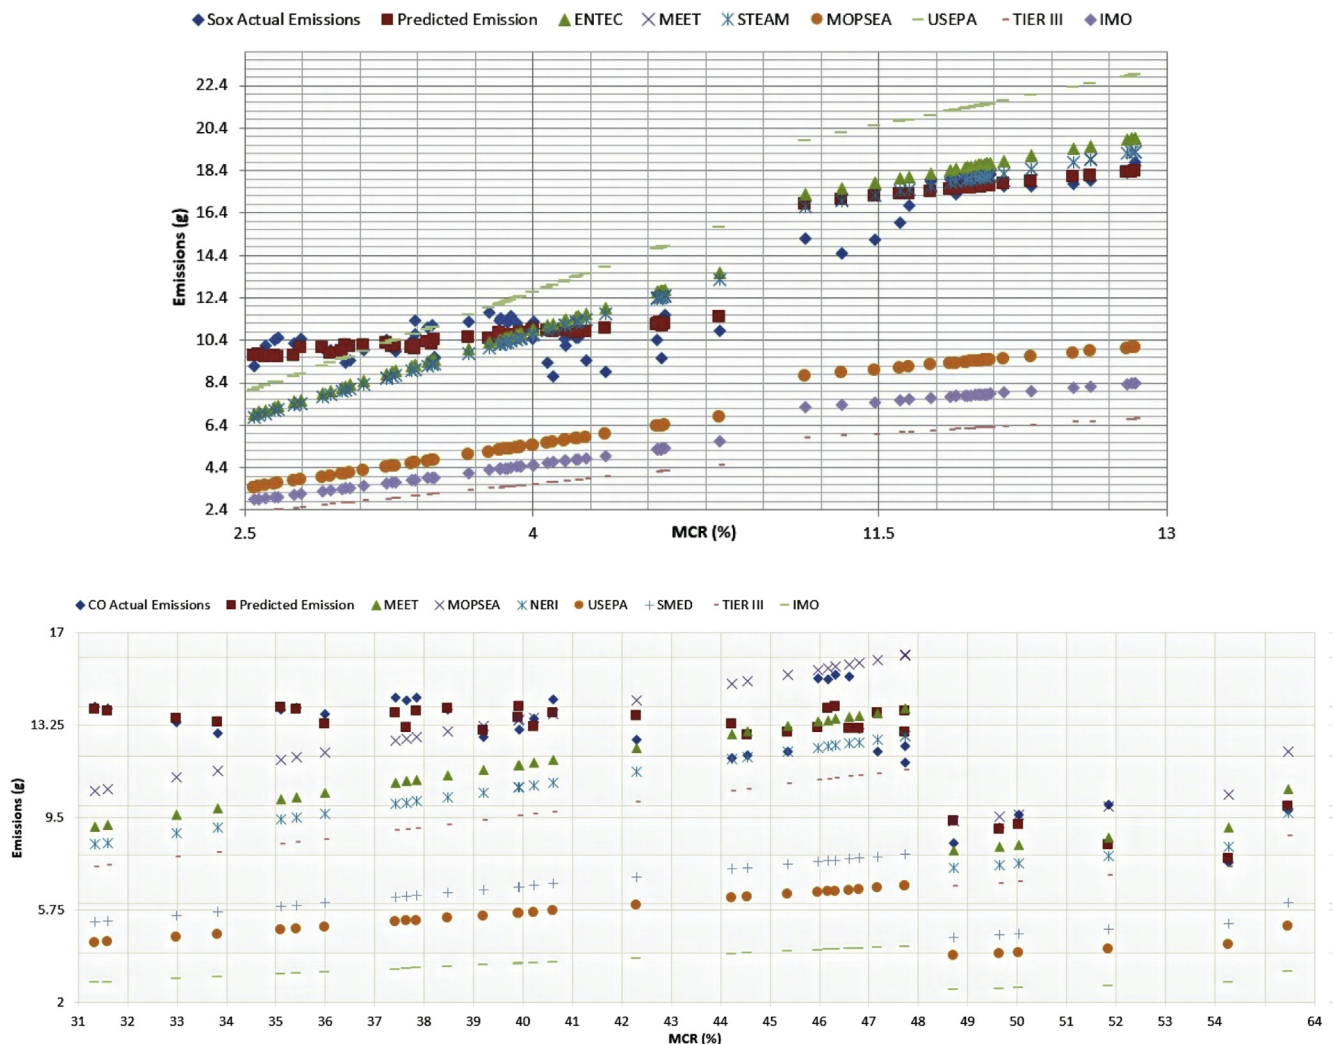 Sox Actual Emissions Predicted Emission ENTEC MEET STEAM MOPSEA USEPA TIER III IMO
22.4
20.4
18.4
16.4
14.4
12.4
10.4
8.4
6.4
4.4
2.4
Emissions (g)
2.5 4 11.5 13
MCR (%)
CO Actual Emissions Predicted Emission MEET MOPSEA NERI USEPA SMED TIER III IMO
17
13.25
9.5
5.75
2
Emissions (g)
31 32 33 34 35 36 37 38 39 40 41 42 43 44 45 46 47 48 49 50 51 52 53 54 64
MCR (%)